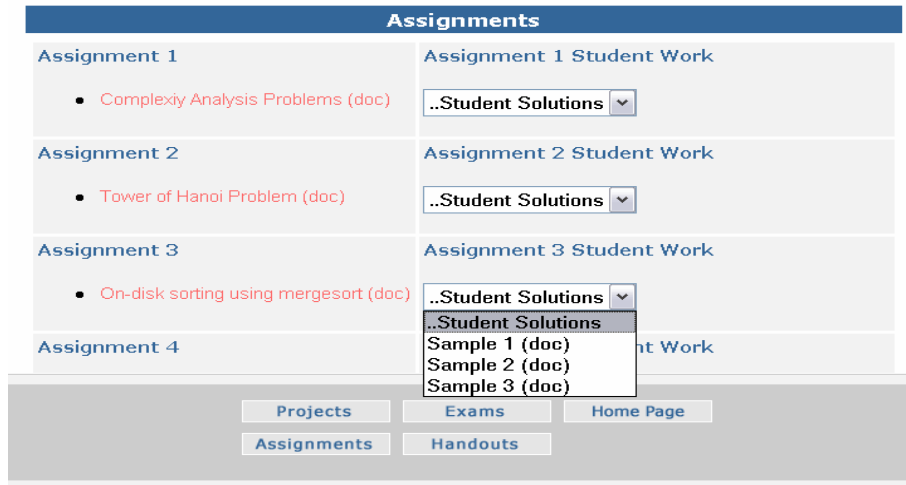 Assignments
Assignment 1 Assignment 1 Student Work
• Complexiy Analysis Problems (doc) ..Student Solutions
Assignment 2 Assignment 2 Student Work
• Tower of Hanoi Problem (doc) ..Student Solutions
Assignment 3 Assignment 3 Student Work
• On-disk sorting using mergesort (doc) ..Student Solutions
..Student Solutions
Sample 1 (doc)
Assignment 4 nt Work
Sample 2 (doc)
Sample 3 (doc)
Projects Exams Home Page
Assignments Handouts